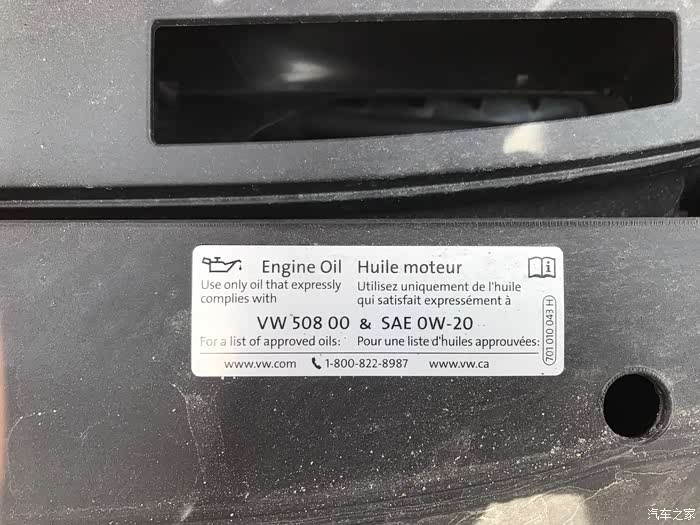 Engine Oil Huile moteur
Use only oil that expressly
complies with
Utilisez uniquement de l'huile
qui satisfait expressément à
VW 508 00 & SAE 0W-20
For a list of approved oils: Pour une liste d'huiles approuvées:
www.vw.com 1-800-822-8987 www.vw.ca
701 010 043 H
汽车之家